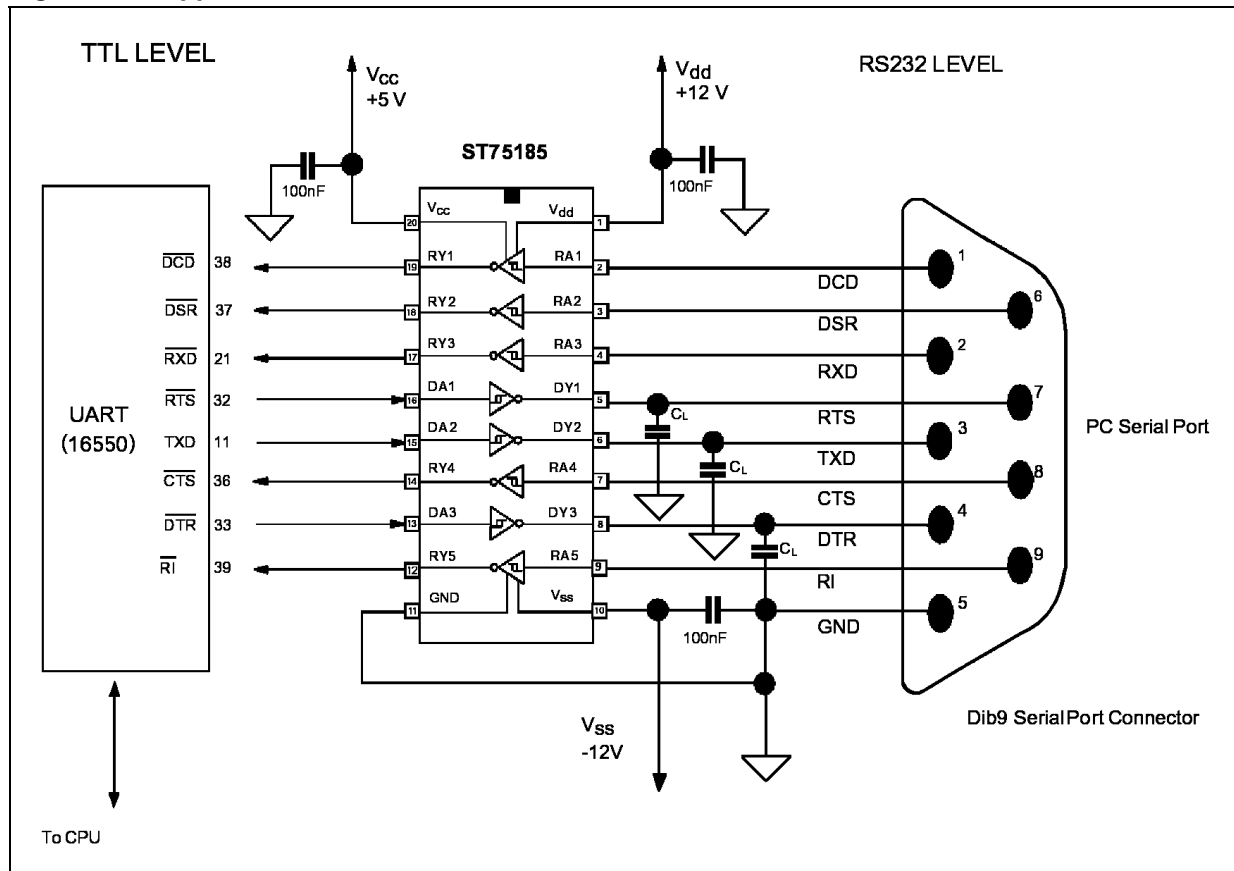 TTL LEVEL
RS232 LEVEL
VCC
+5 V
Vdd
+12 V
ST75185
100nF
100nF
VCC
Vdd
20
1
DCD 38
19
RY1
RA1
2
DCD
1
DSR 37
18
RY2
RA2
3
DSR
6
RXD 21
17
RY3
RA3
4
RXD
2
RTS 32
16
DA1
DY1
5
RTS
CL
7
UART
(16550)
TXD 11
15
DA2
DY2
6
TXD
CL
3
PC Serial Port
CTS 36
14
RY4
RA4
7
CTS
8
DTR 33
13
DA3
DY3
8
DTR
CL
4
RI 39
12
RY5
RA5
9
RI
9
11
GND
VSS
10
100nF
GND
5
VSS
-12V
Dib9 Serial Port Connector
To CPU